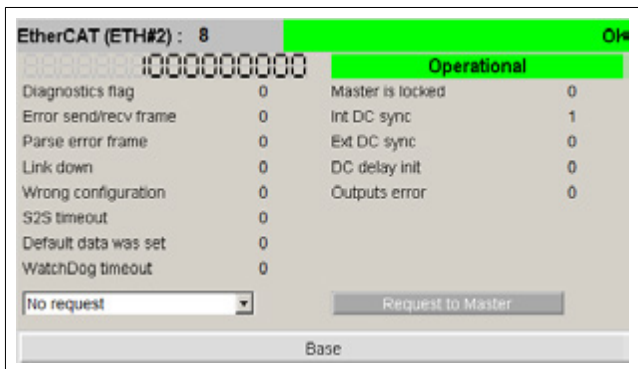 EtherCAT (ETH#2) : 8
1000000000
Operational
Diagnostics flag 0
Master is locked 0
Error send/recv frame 0
Int DC sync 1
Parse error frame 0
Ext DC sync 0
Link down 0
DC delay init 0
Wrong configuration 0
Outputs error 0
S2S timeout 0
Default data was set 0
WatchDog timeout 0
No request
Request to Master
Base